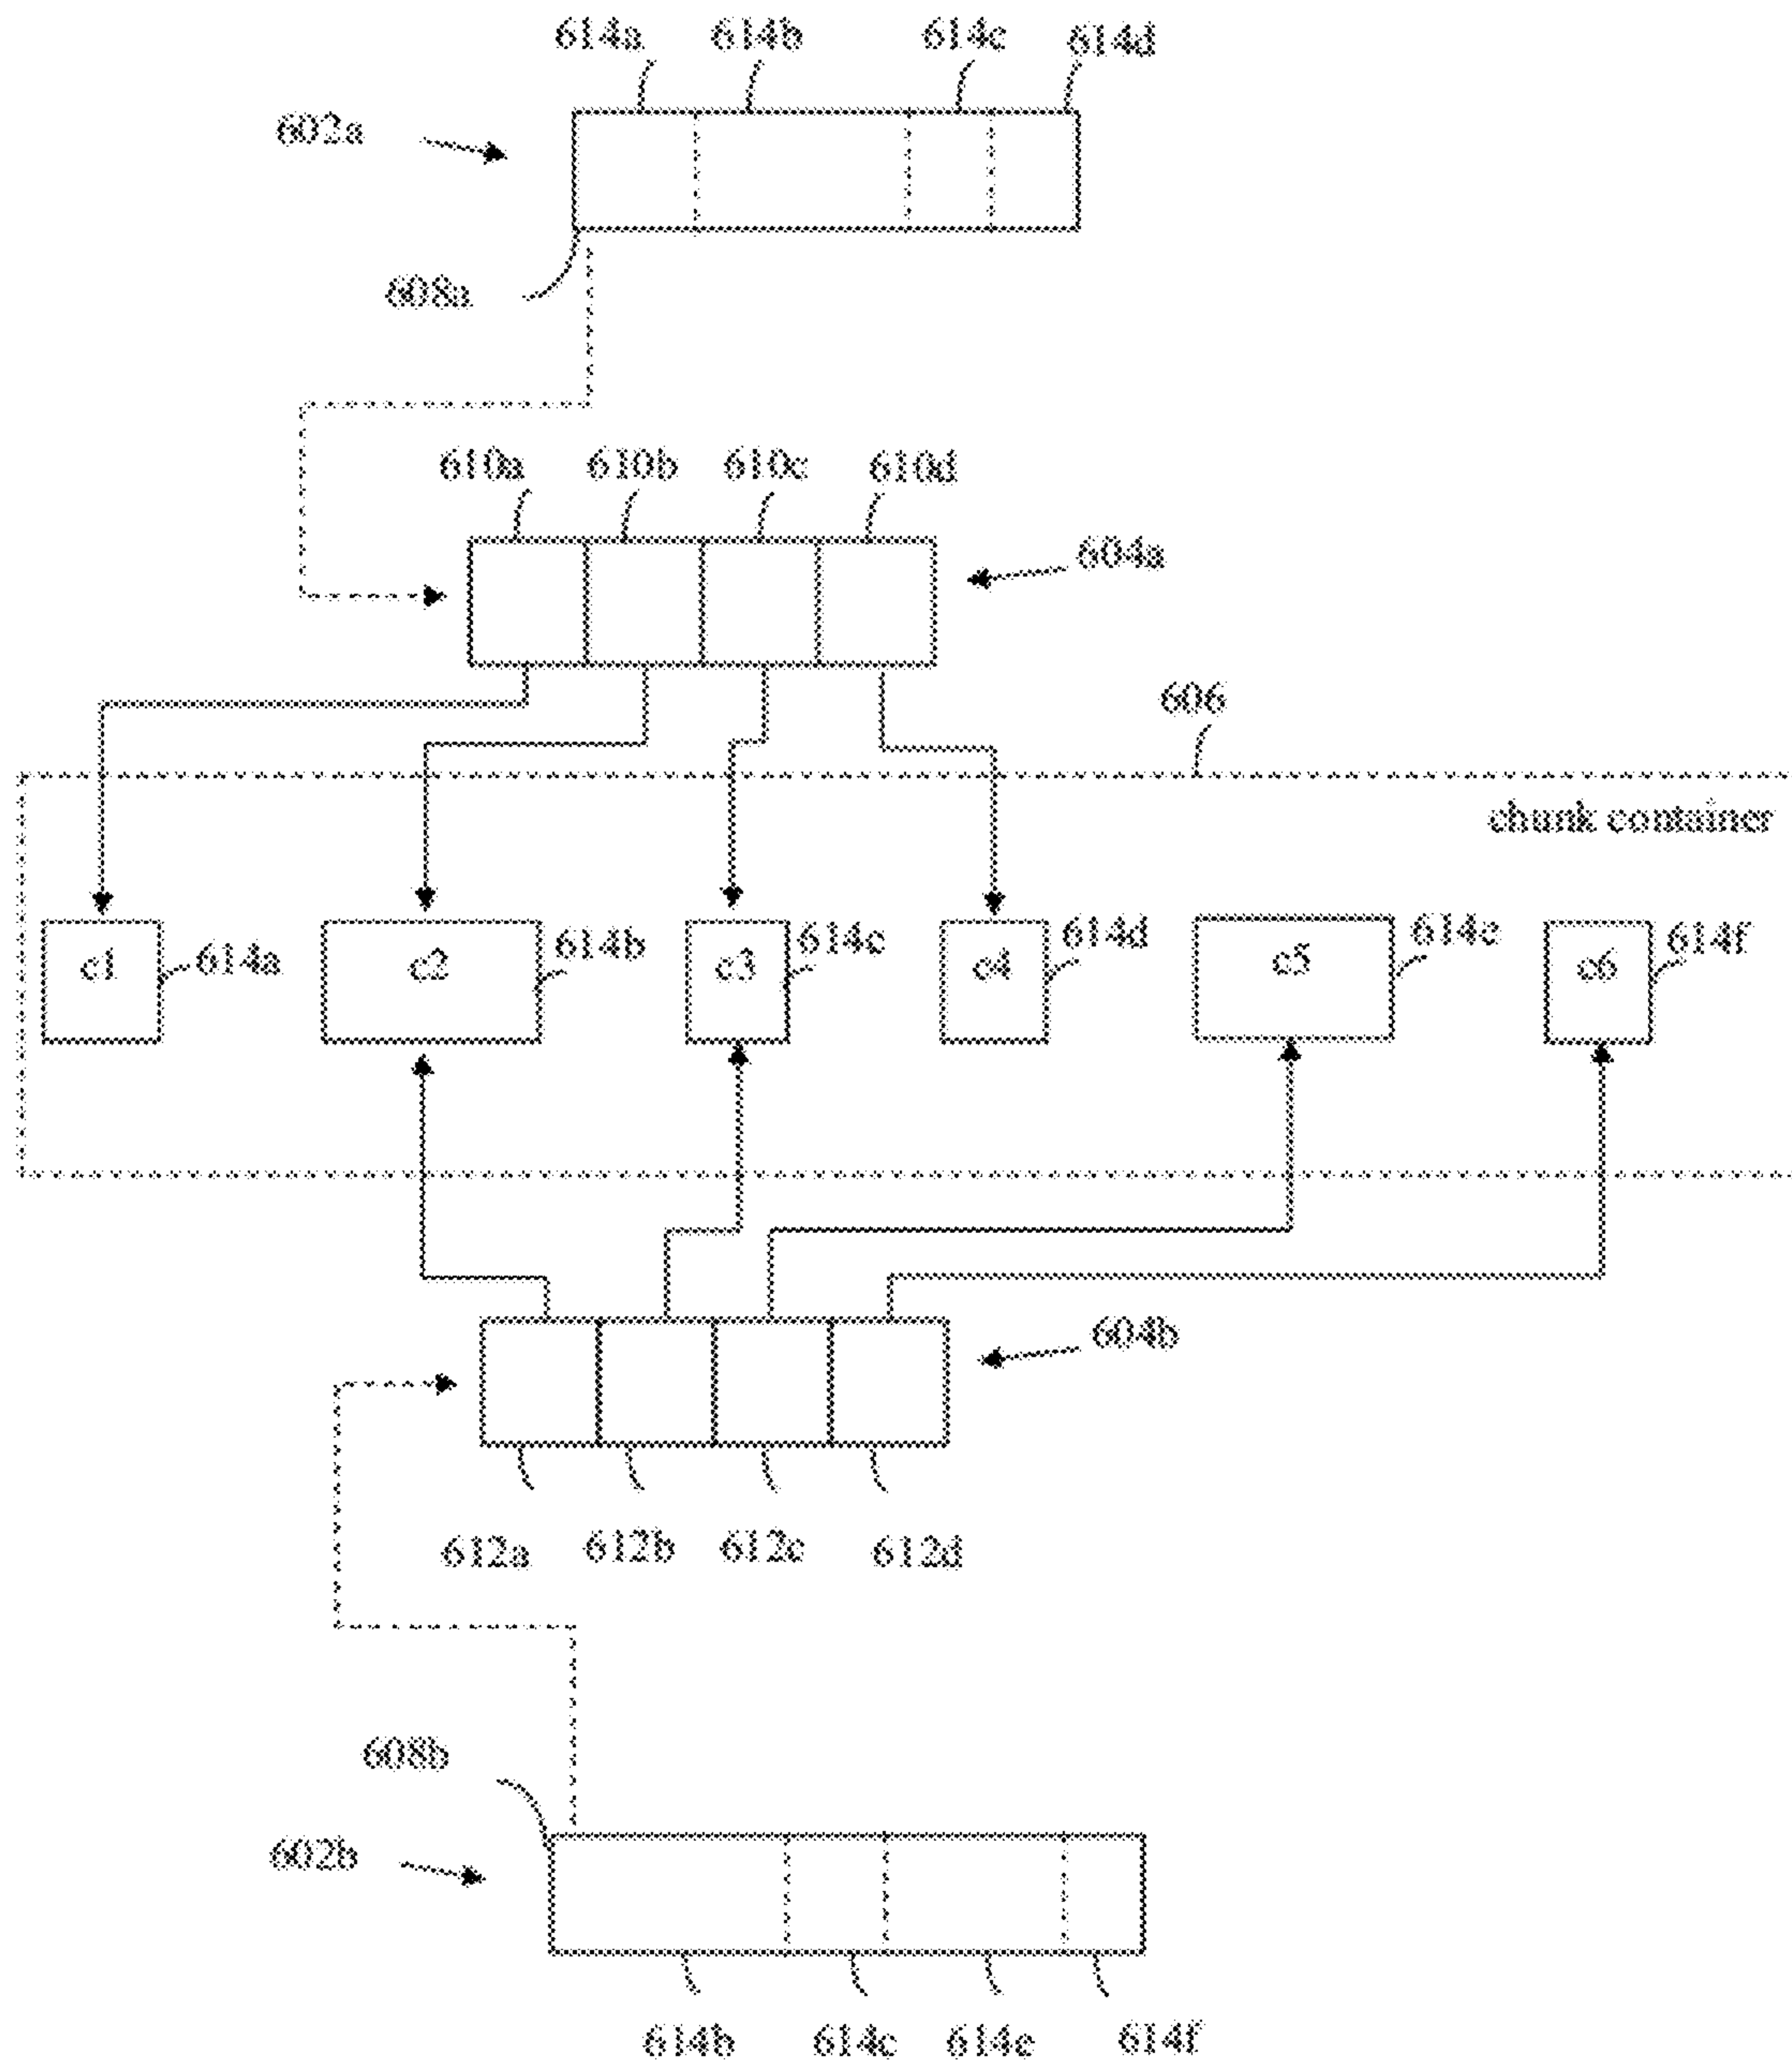 614a 614b 614c 614d
602a
608a
610a 610b 610c 610d
604a
606
chunk container
c1 614a c2 614b c3 614c c4 614d c5 614e c6 614f
604b
612a 612b 612c 612d
608b
602b
614b 614c 614e 614f